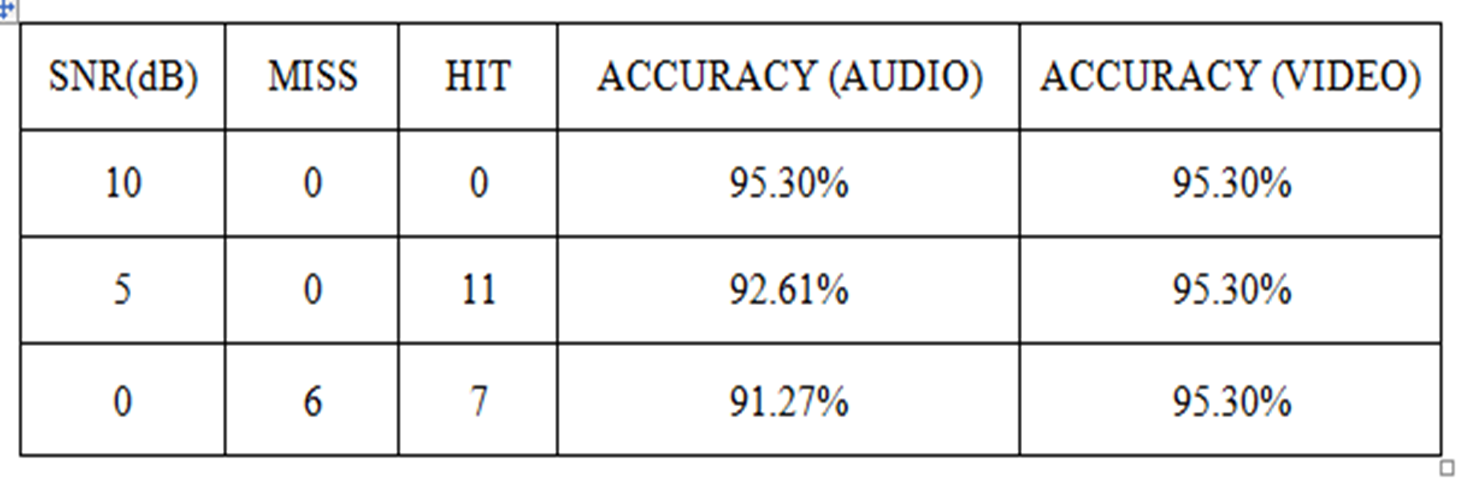 SNR(dB) MISS HIT ACCURACY (AUDIO) ACCURACY (VIDEO)
10 0 0 95.30% 95.30%
5 0 11 92.61% 95.30%
0 6 7 91.27% 95.30%